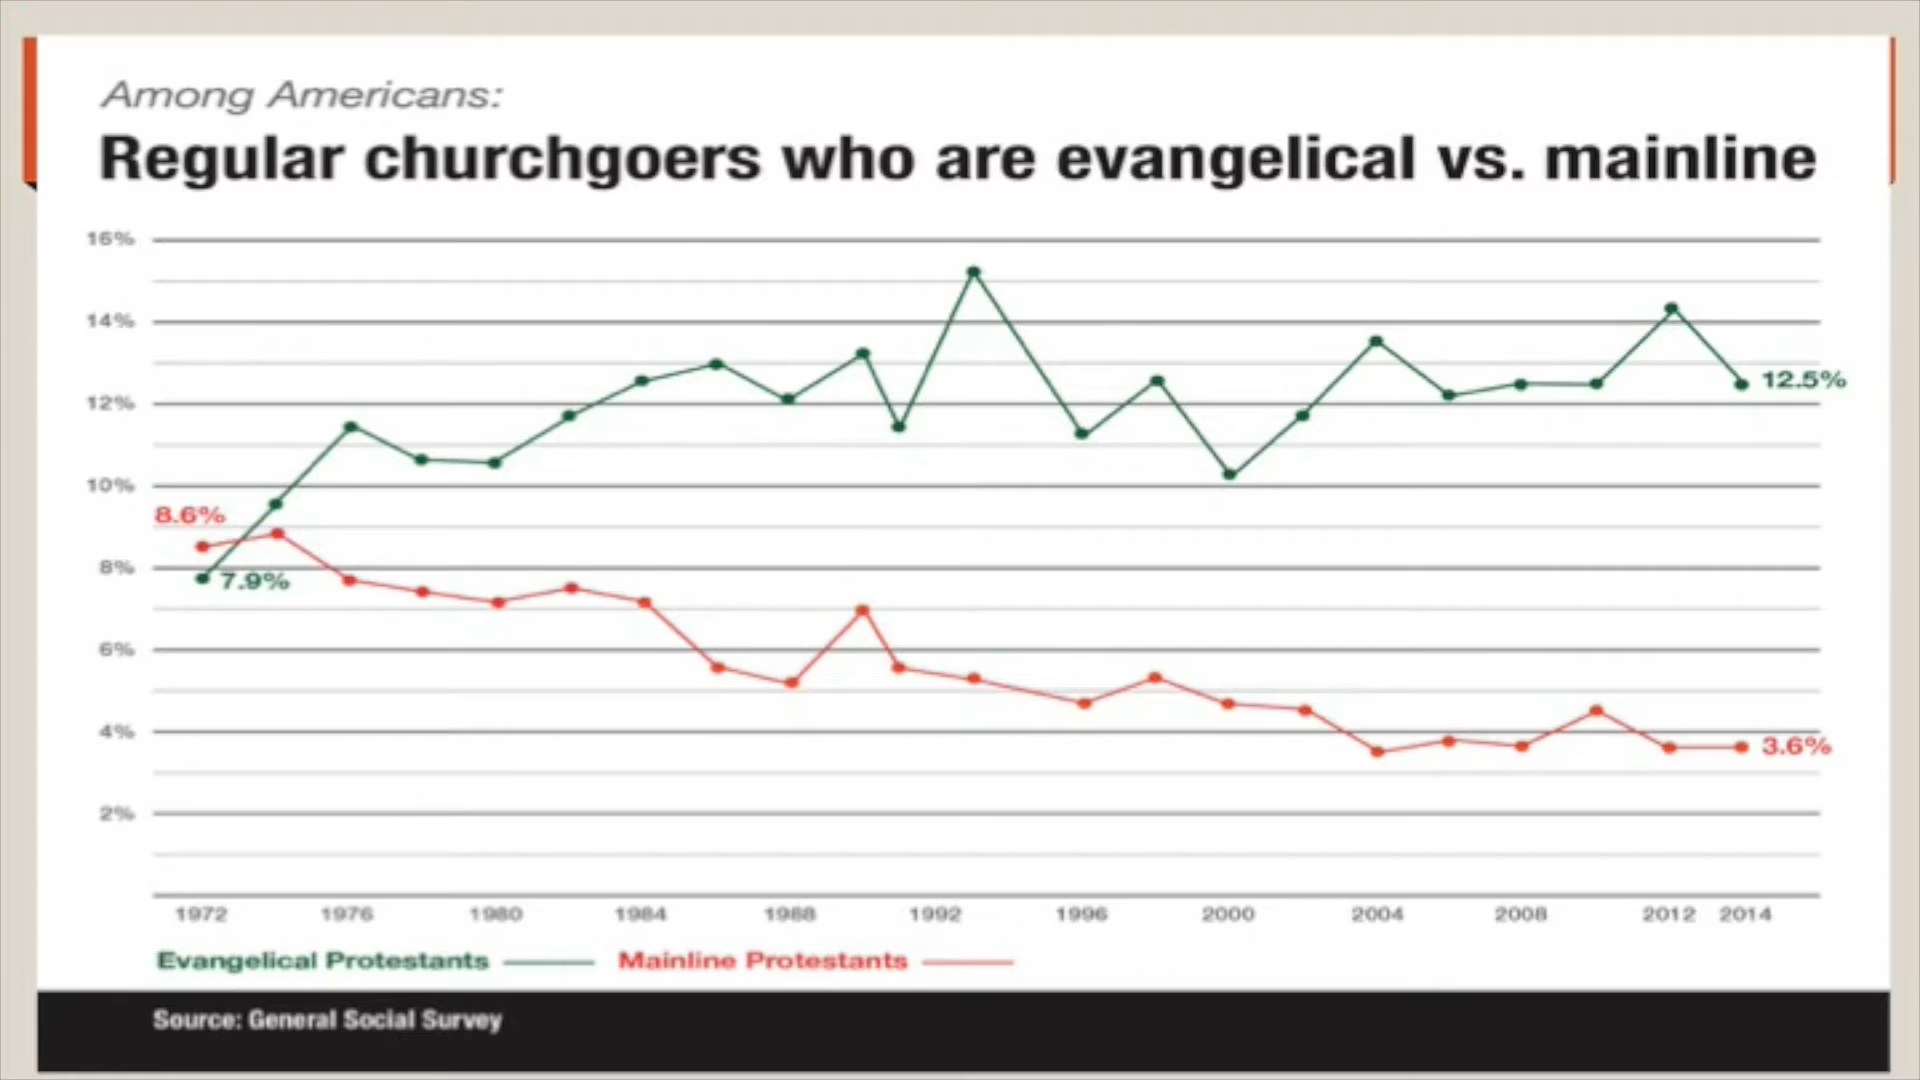 Among Americans:
Regular churchgoers who are evangelical vs. mainline
16%
14%
12%
10%
8%
6%
4%
2%
8.6%
7.9%
12.5%
3.6%
1972 1976 1980 1984 1988 1992 1996 2000 2004 2008 2012 2014
Evangelical Protestants Mainline Protestants
Source: General Social Survey